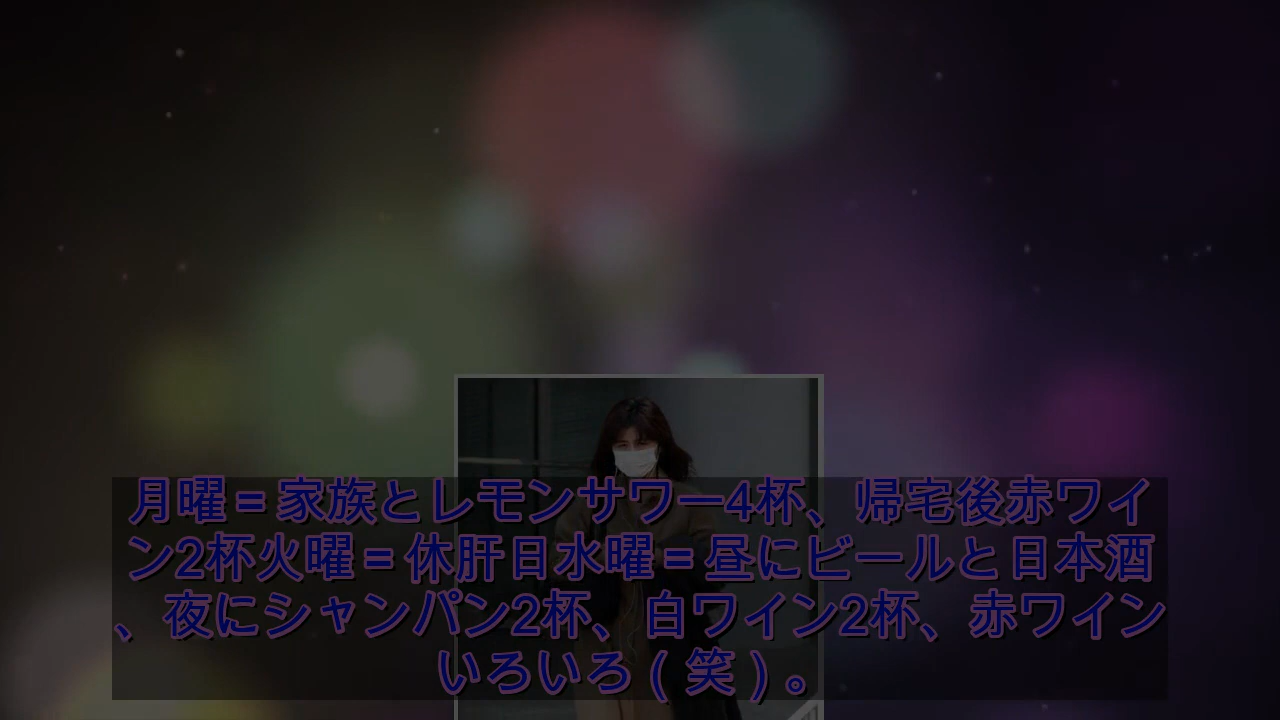 月曜＝家族とレモンサワー4杯、帰宅後赤ワイ
ン2杯火曜＝休肝日水曜＝昼にビールと日本酒
、夜にシャンパン2杯、白ワイン2杯、赤ワイン
いろいろ(笑)。